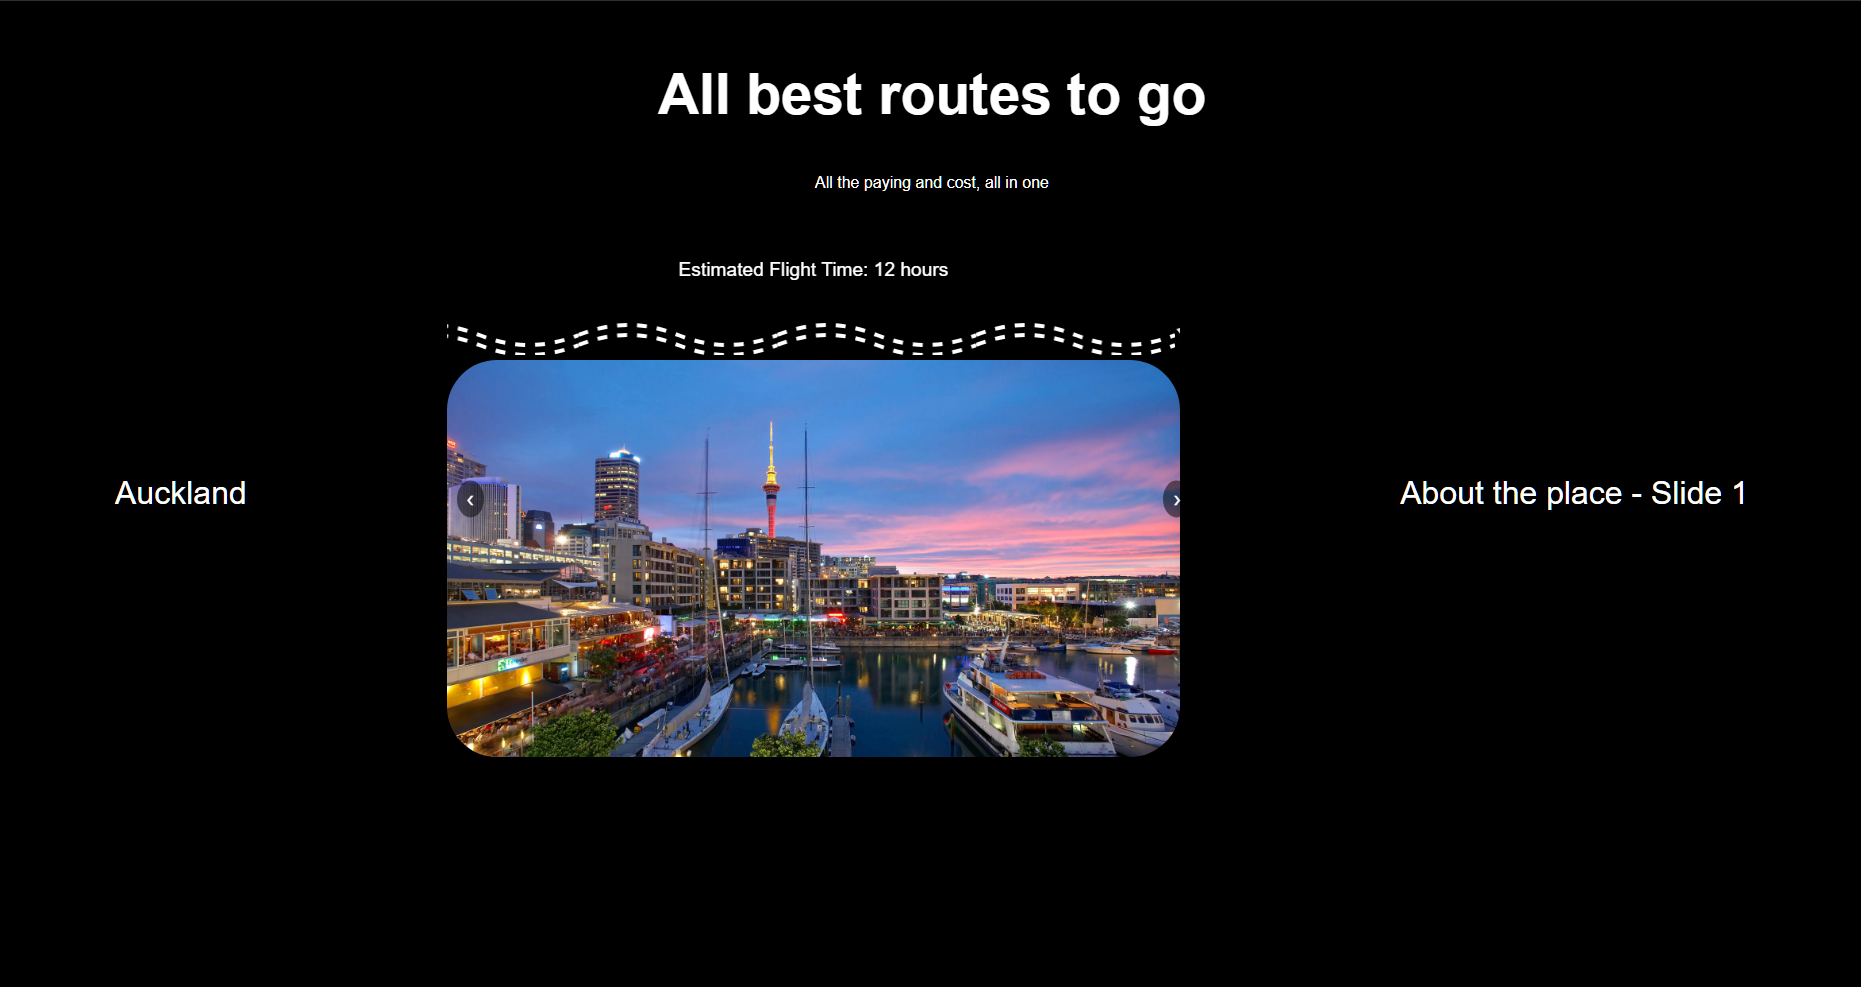 All best routes to go
All the paying and cost, all in one
Estimated Flight Time: 12 hours
Auckland
‹
›
About the place - Slide 1